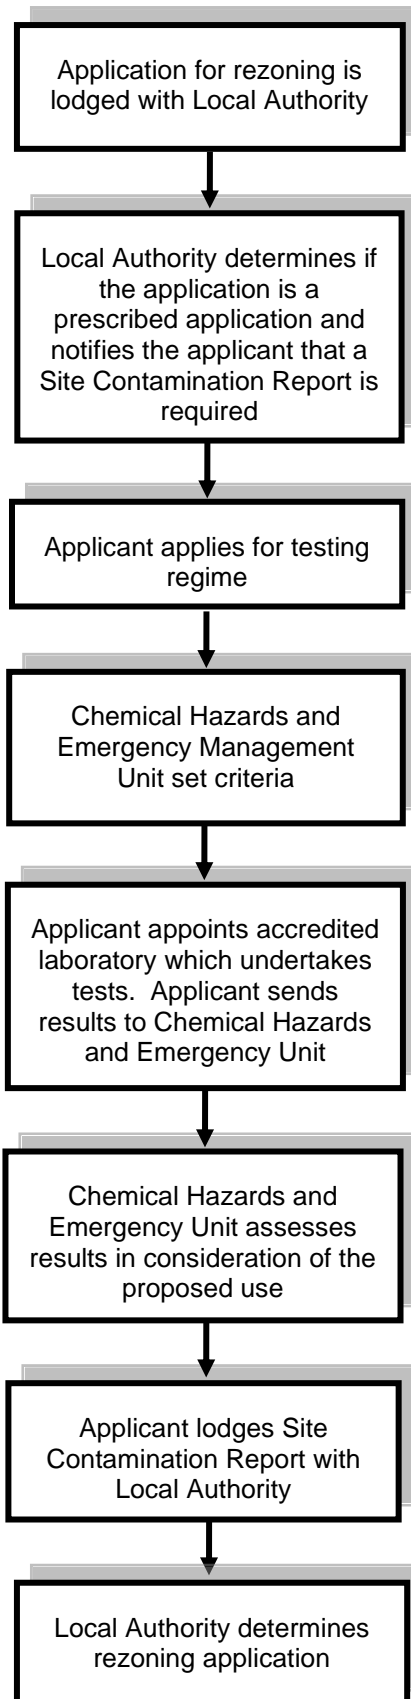 Application for rezoning is
lodged with Local Authority
Local Authority determines if
the application is a
prescribed application and
notifies the applicant that a
Site Contamination Report is
required
Applicant applies for testing
regime
Chemical Hazards and
Emergency Management
Unit set criteria
Applicant appoints accredited
laboratory which undertakes
tests.  Applicant sends
results to Chemical Hazards
and Emergency Unit
Chemical Hazards and
Emergency Unit assesses
results in consideration of the
proposed use
Applicant lodges Site
Contamination Report with
Local Authority
Local Authority determines
rezoning application